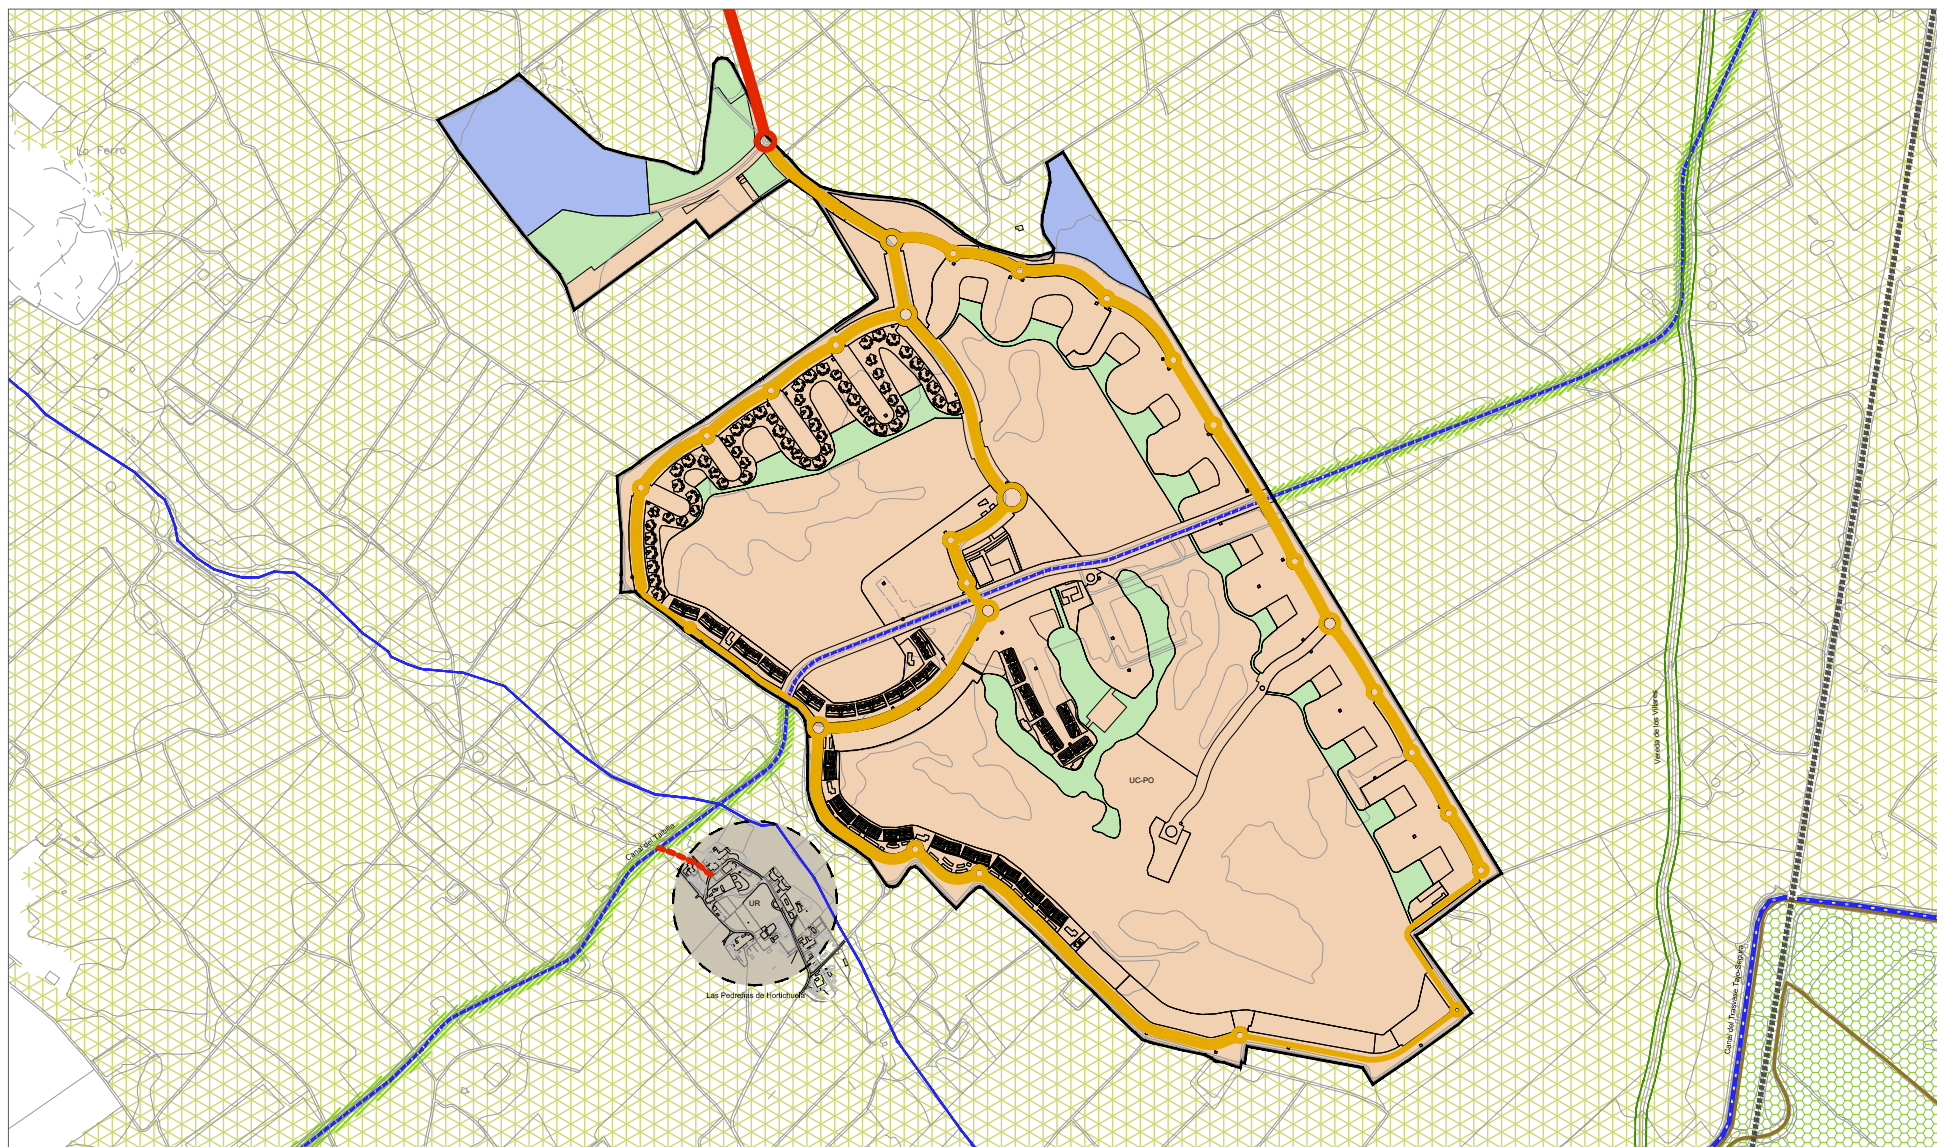 Lo Ferro
Vereda de los Villares
UC-PO
Canal del Taibilla
UR
Las Pedreñas de Hortichuela
Canal del Trasvase Tajo-Segura